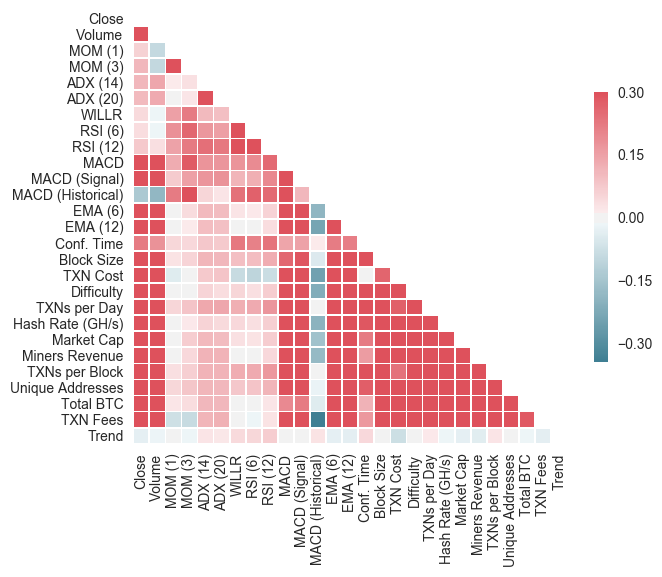 Close
Volume
MOM (1)
MOM (3)
ADX (14)
ADX (20)
WILLR
RSI (6)
RSI (12)
MACD
MACD (Signal)
MACD (Historical)
EMA (6)
EMA (12)
Conf. Time
Block Size
TXN Cost
Difficulty
TXNs per Day
Hash Rate (GH/s)
Market Cap
Miners Revenue
TXNs per Block
Unique Addresses
Total BTC
TXN Fees
Trend
Close
Volume
MOM (1)
MOM (3)
ADX (14)
ADX (20)
WILLR
RSI (6)
RSI (12)
MACD
MACD (Signal)
MACD (Historical)
EMA (6)
EMA (12)
Conf. Time
Block Size
TXN Cost
Difficulty
TXNs per Day
Hash Rate (GH/s)
Market Cap
Miners Revenue
TXNs per Block
Unique Addresses
Total BTC
TXN Fees
Trend
0.30
0.15
0.00
−0.15
−0.30